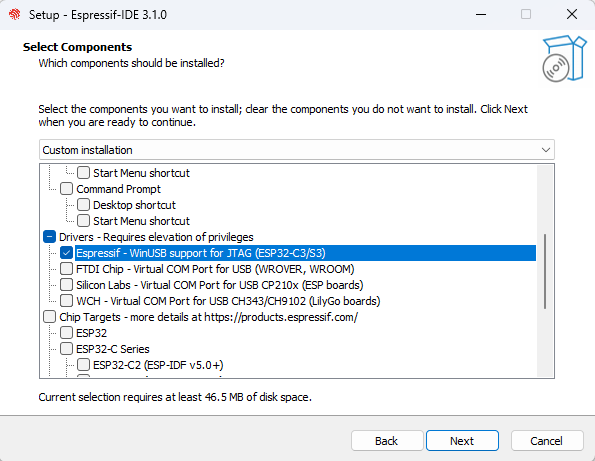 Setup - Espressif-IDE 3.1.0
Select Components
Which components should be installed?
Select the components you want to install; clear the components you do not want to install. Click Next
when you are ready to continue.
Custom installation
Start Menu shortcut
Command Prompt
Desktop shortcut
Start Menu shortcut
Drivers - Requires elevation of privileges
Espressif - WinUSB support for JTAG (ESP32-C3/S3)
FTDI Chip - Virtual COM Port for USB (WROVER, WROOM)
Silicon Labs - Virtual COM Port for USB CP210x (ESP boards)
WCH - Virtual COM Port for USB CH343/CH9102 (LilyGo boards)
Chip Targets - more details at https://products.espressif.com/
ESP32
ESP32-C Series
ESP32-C2 (ESP-IDF v5.0+)
Current selection requires at least 46.5 MB of disk space.
Back
Next
Cancel